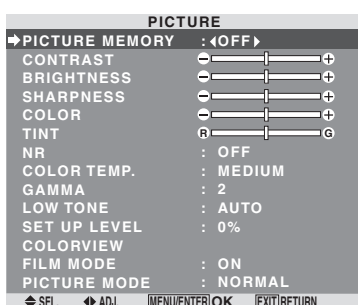 PICTURE
PICTURE MEMORY : OFF
CONTRAST
BRIGHTNESS
SHARPNESS
COLOR
TINT R G
NR : OFF
COLOR TEMP. : MEDIUM
GAMMA : 2
LOW TONE : AUTO
SET UP LEVEL : 0%
COLORVIEW
FILM MODE : ON
PICTURE MODE : NORMAL
SEL. ADJ. MENU/ENTER OK EXIT RETURN